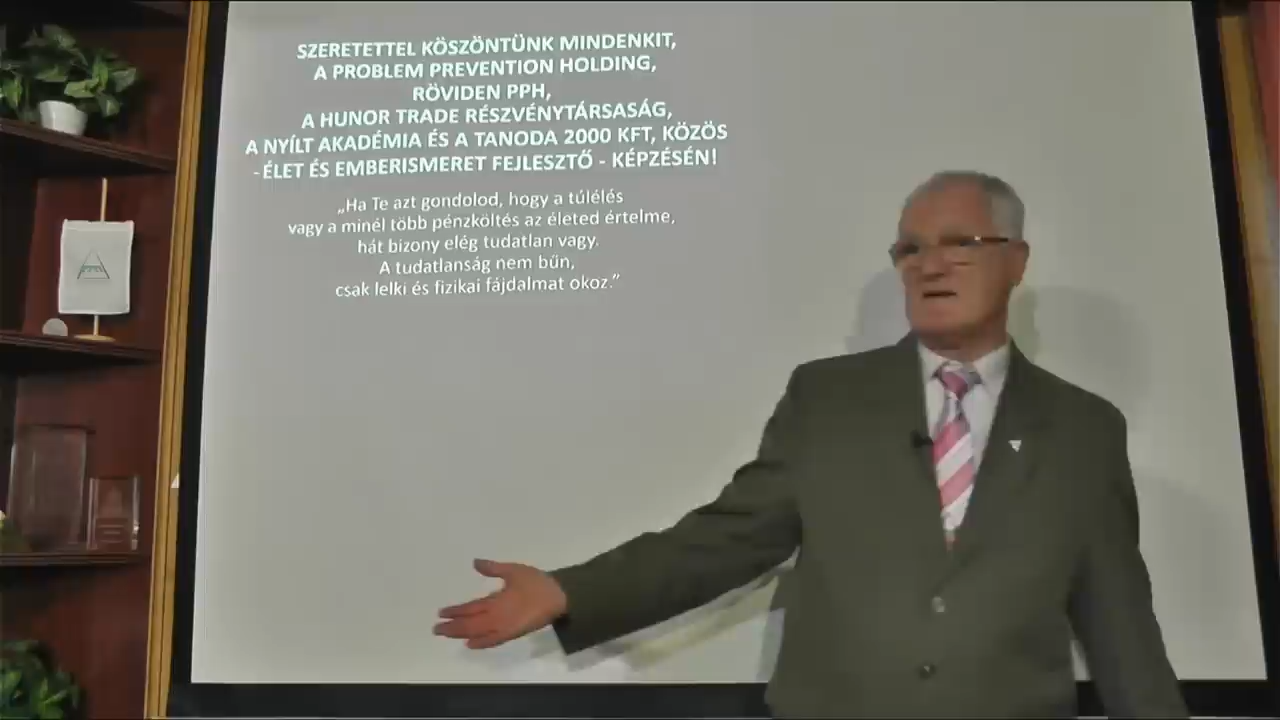 SZERETETTEL KÖSZÖNTÜNK MINDENKIT,
A PROBLEM PREVENTION HOLDING,
RÖVIDEN PPH,
A HUNOR TRADE RÉSZVÉNYTÁRSASÁG,
A NYÍLT AKADÉMIA ÉS A TANODA 2000 KFT, KÖZÖS
- ÉLET ÉS EMBERISMERET FEJLESZTŐ - KÉPZÉSÉN!
„Ha Te azt gondolod, hogy a túlélés
vagy a minél több pénzköltés az életed értelme,
hát bizony elég tudatlan vagy.
A tudatlanság nem bűn,
csak lelki és fizikai fájdalmat okoz.”